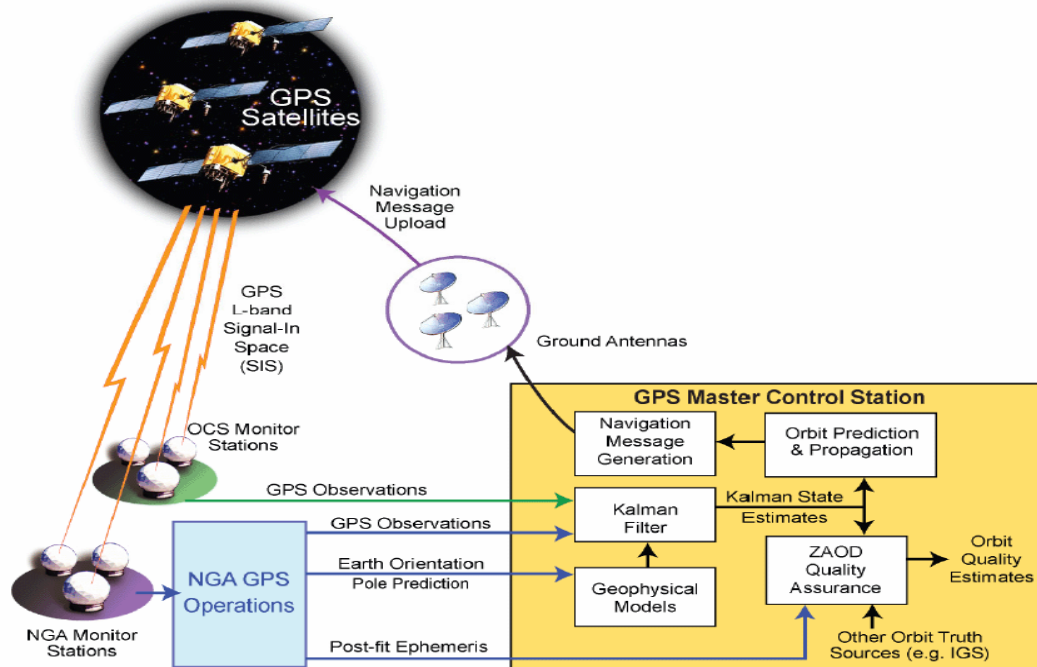 GPS
Satellites
Navigation
Message
Upload
GPS
L-band
Signal-In
Space
(SIS)
Ground Antennas
OCS Monitor
Stations
GPS Master Control Station
Navigation
Message
Generation
Orbit Prediction
& Propagation
GPS Observations
Kalman
Filter
Kalman State
Estimates
GPS Observations
NGA GPS
Operations
Earth Orientation
Pole Prediction
Geophysical
Models
ZAOD
Quality
Assurance
Orbit
Quality
Estimates
NGA Monitor
Stations
Post-fit Ephemeris
Other Orbit Truth
Sources (e.g. IGS)